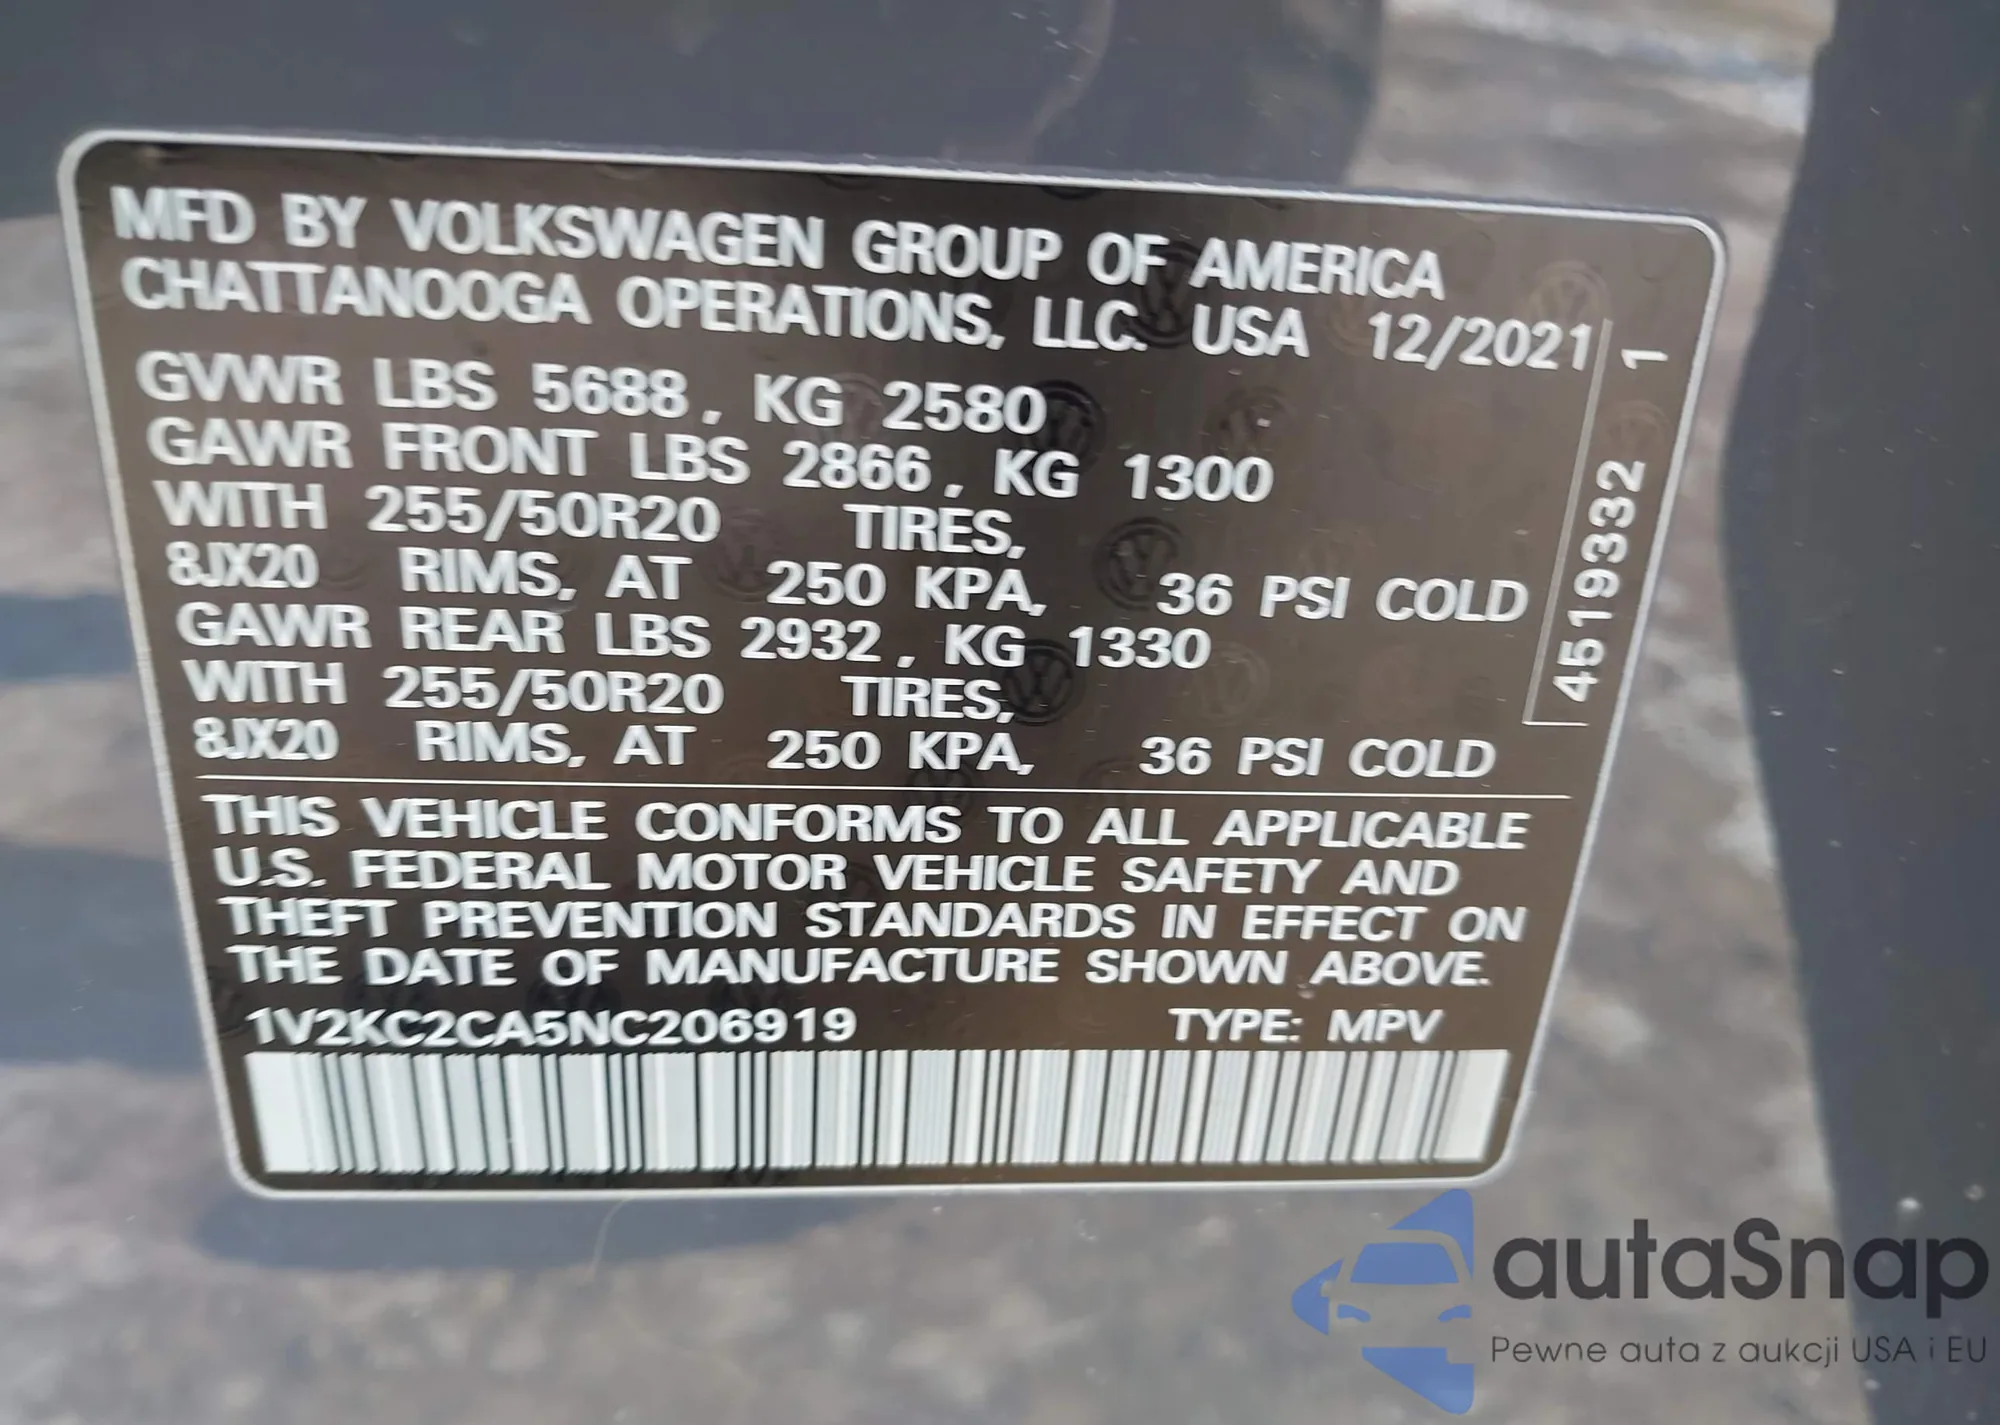 MFD BY VOLKSWAGEN GROUP OF AMERICA
CHATTANOOGA OPERATIONS, LLC. USA 12/2021
GVWR LBS 5688, KG 2580
GAWR FRONT LBS 2866, KG 1300
WITH 255/50R20 TIRES,
8JX20 RIMS, AT 250 KPA, 36 PSI COLD
GAWR REAR LBS 2932, KG 1330
WITH 255/50R20 TIRES,
8JX20 RIMS, AT 250 KPA, 36 PSI COLD
4519332 1
THIS VEHICLE CONFORMS TO ALL APPLICABLE
U.S. FEDERAL MOTOR VEHICLE SAFETY AND
THEFT PREVENTION STANDARDS IN EFFECT ON
THE DATE OF MANUFACTURE SHOWN ABOVE.
1V2KC2CA5NC206919 TYPE: MPV
autaSnap
Pewne auta z aukcji USA i EU